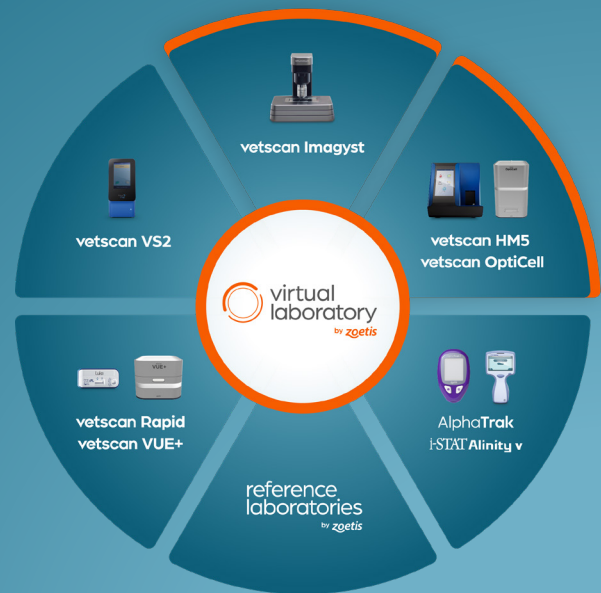 vetscan Imagyst
vetscan HM5
vetscan OptiCell
AlphaTrak
i-STAT Alinity v
reference
laboratories
by zoetis
VUE+
vetscan Rapid
vetscan VUE+
vetscan VS2
virtual
laboratory
by zoetis